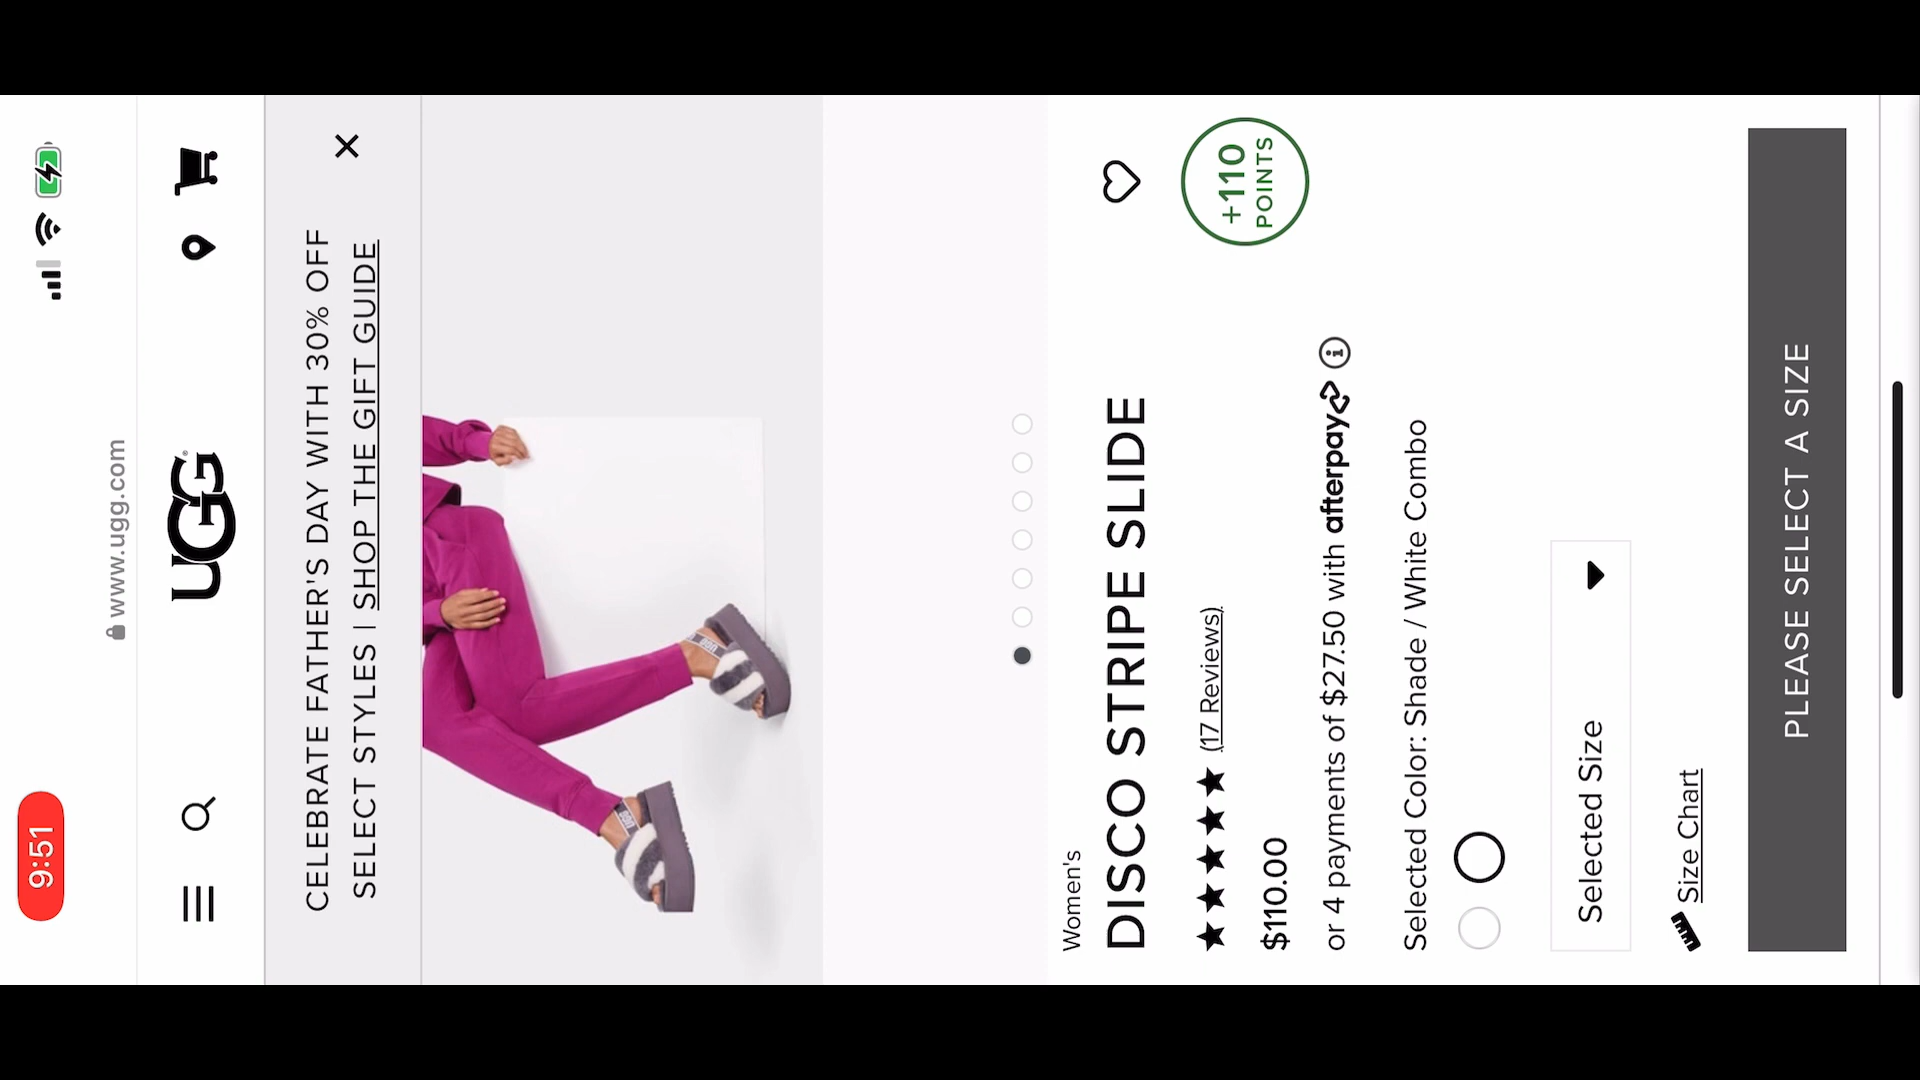 9:51
www.ugg.com
UGG
CELEBRATE FATHER'S DAY WITH 30% OFF
SELECT STYLES | SHOP THE GIFT GUIDE
UGG
UGG
Women's
DISCO STRIPE SLIDE
(17 Reviews)
+110
POINTS
$110.00
or 4 payments of $27.50 with afterpay
Selected Color: Shade / White Combo
Selected Size
Size Chart
PLEASE SELECT A SIZE